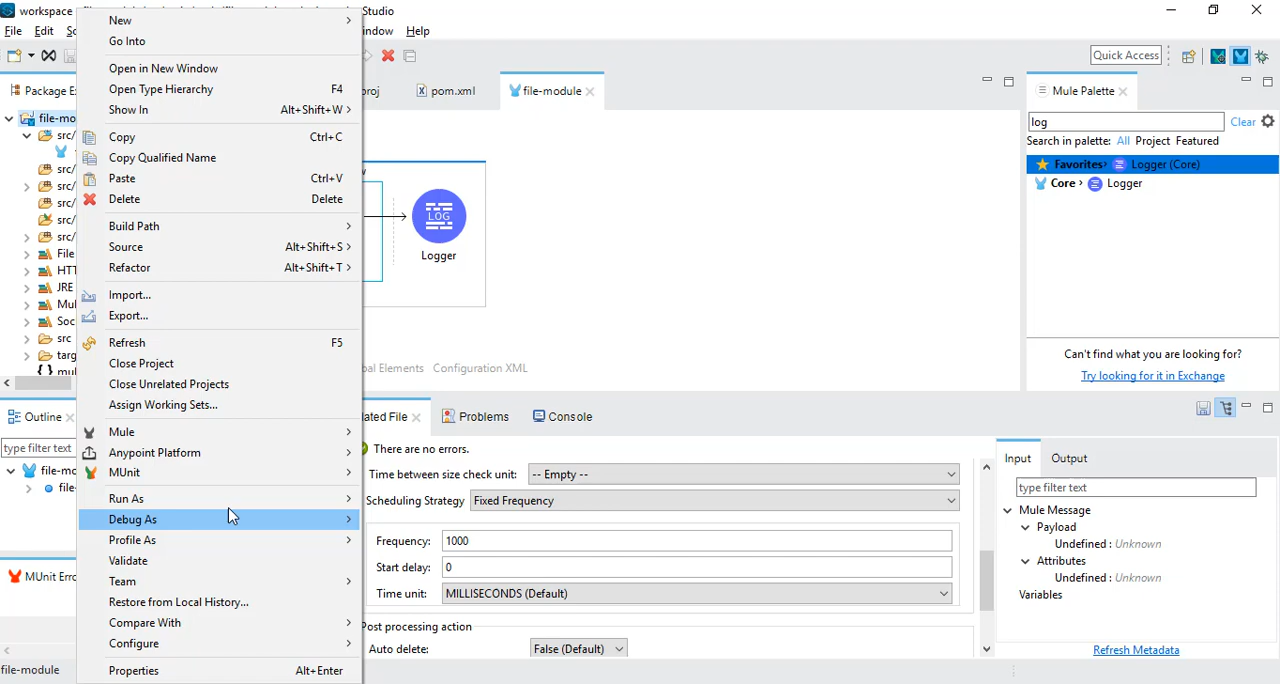 workspace
Studio
File Edit
Window Help
Quick Access
Package E
pom.xml
file-module
Mule Palette
log
Clear
Search in palette: All Project Featured
Favorites› Logger (Core)
Core › Logger
file-mo
src/
src/
src/
src/
src/
src/
File
HTT
JRE
Mul
Soc
src
targ
mul
New
Go Into
Open in New Window
Open Type Hierarchy F4
Show In Alt+Shift+W ›
Copy Ctrl+C
Copy Qualified Name
Paste Ctrl+V
Delete Delete
Build Path
Source Alt+Shift+S ›
Refactor Alt+Shift+T ›
Import...
Export...
Refresh F5
Close Project
Close Unrelated Projects
Assign Working Sets...
Mule
Anypoint Platform
MUnit
Run As
Debug As
Profile As
Validate
Team
Restore from Local History...
Compare With
Configure
Properties Alt+Enter
LOG
Logger
bal Elements Configuration XML
Can't find what you are looking for?
Try looking for it in Exchange
Outline
type filter text
file-mo
file-
MUnit Erro
file-module
ated File
Problems
Console
There are no errors.
Time between size check unit: -- Empty --
Scheduling Strategy Fixed Frequency
Frequency: 1000
Start delay: 0
Time unit: MILLISECONDS (Default)
Post processing action
Auto delete: False (Default)
Input Output
type filter text
Mule Message
Payload
Undefined : Unknown
Attributes
Undefined : Unknown
Variables
Refresh Metadata